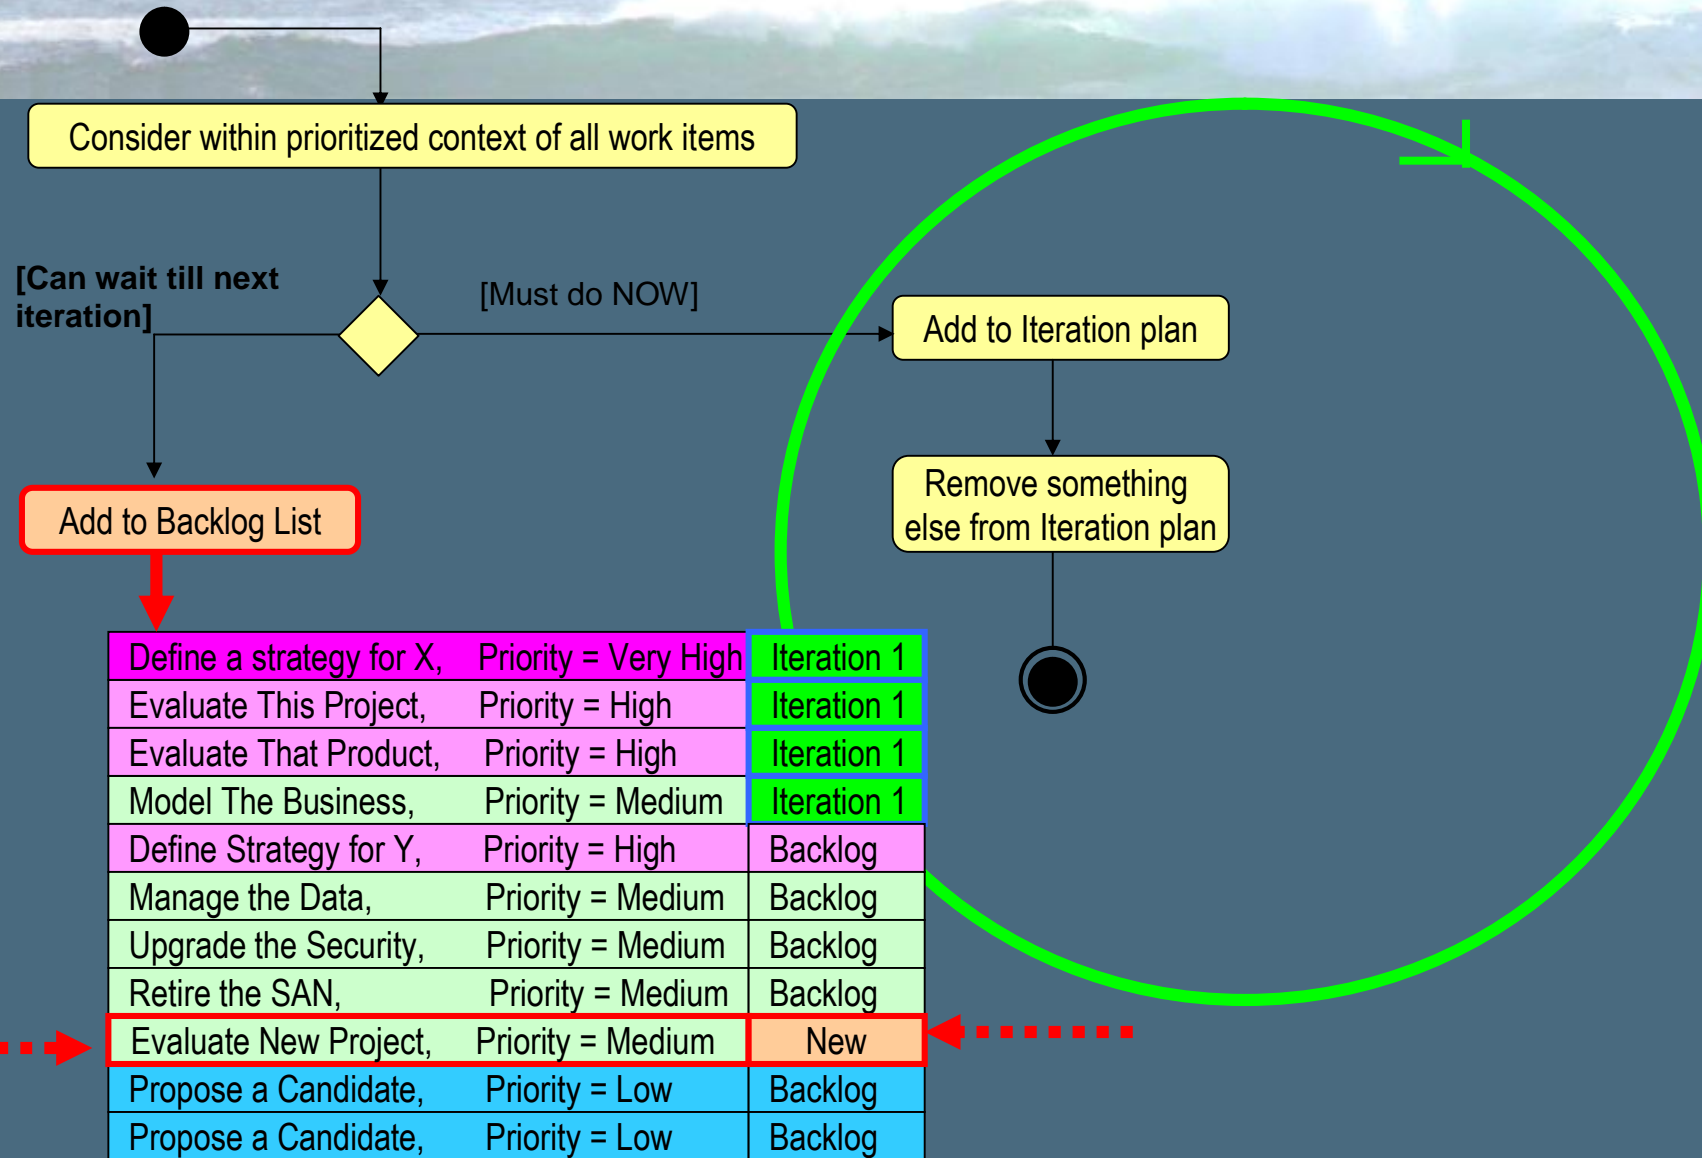 Consider within prioritized context of all work items
[Can wait till next
iteration]
[Must do NOW]
Add to Iteration plan
Remove something
else from Iteration plan
Add to Backlog List
Define a strategy for X, Priority = Very High Iteration 1
Evaluate This Project, Priority = High Iteration 1
Evaluate That Product, Priority = High Iteration 1
Model The Business, Priority = Medium Iteration 1
Define Strategy for Y, Priority = High Backlog
Manage the Data, Priority = Medium Backlog
Upgrade the Security, Priority = Medium Backlog
Retire the SAN, Priority = Medium Backlog
Evaluate New Project, Priority = Medium New
Propose a Candidate, Priority = Low Backlog
Propose a Candidate, Priority = Low Backlog